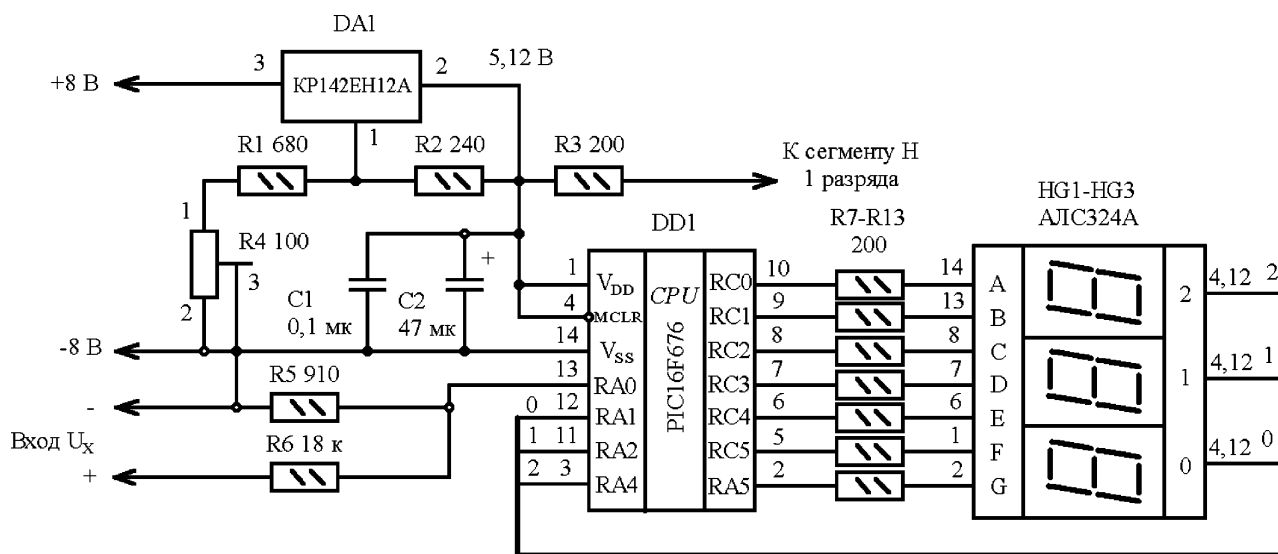 DA1
+8 В
3
КР142ЕН12А
2
5,12 В
1
R1 680
R2 240
R3 200
К сегменту Н
1 разряда
1
R4 100
3
2
C1
0,1 мк
C2
47 мк
+
DD1
R7-R13
200
HG1-HG3
АЛС324А
1
VDD
CPU
PIC16F676
RC0
10
14
A
2
4,12
2
4
MCLR
RC1
9
13
B
-8 В
14
VSS
RC2
8
8
C
13
RA0
RC3
7
7
D
1
4,12
1
R5 910
-
0
12
RA1
RC4
6
6
E
Вход UX
1
11
RA2
RC5
5
1
F
R6 18 к
+
2
3
RA4
RA5
2
2
G
0
4,12
0